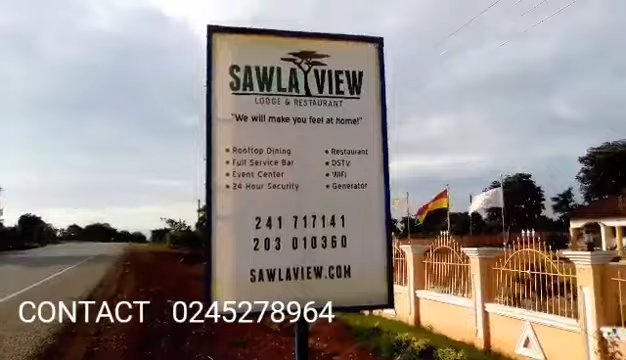 SAWLA VIEW
LODGE & RESTAURANT
"We will make you feel at home!"
• Rooftop Dining
• Full Service Bar
• Event Center
• 24 Hour Security
• Restaurant
• DSTV
• WiFi
• Generator
241 717141
203 010360
SAWLAVIEW.COM
CONTACT 0245278964